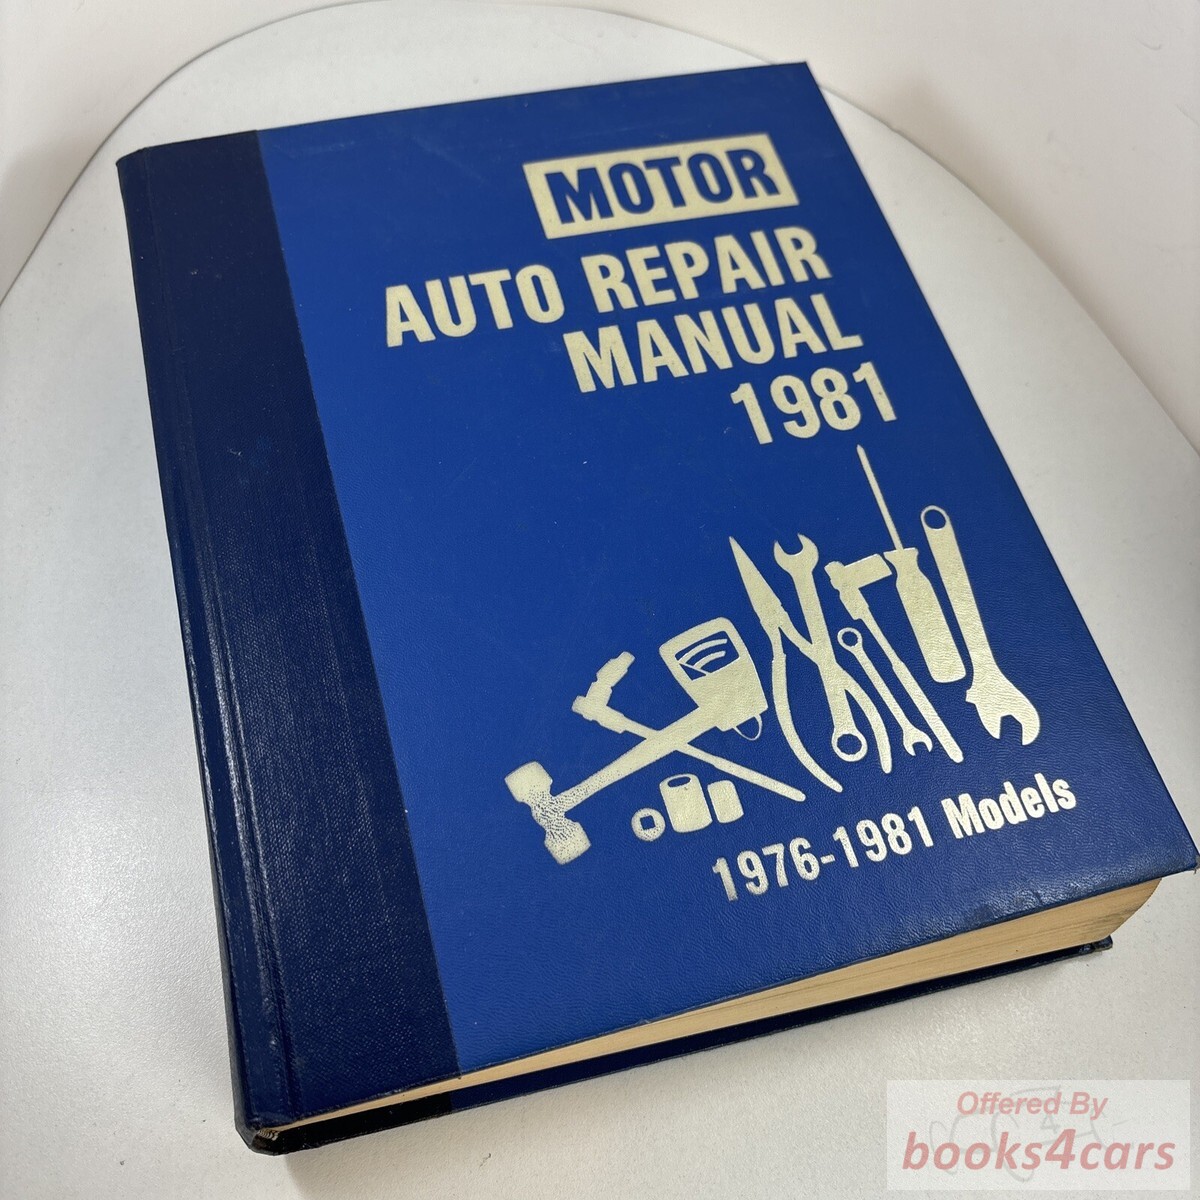 MOTOR
AUTO REPAIR
MANUAL
1981
1976-1981 Models
Offered By
books4cars